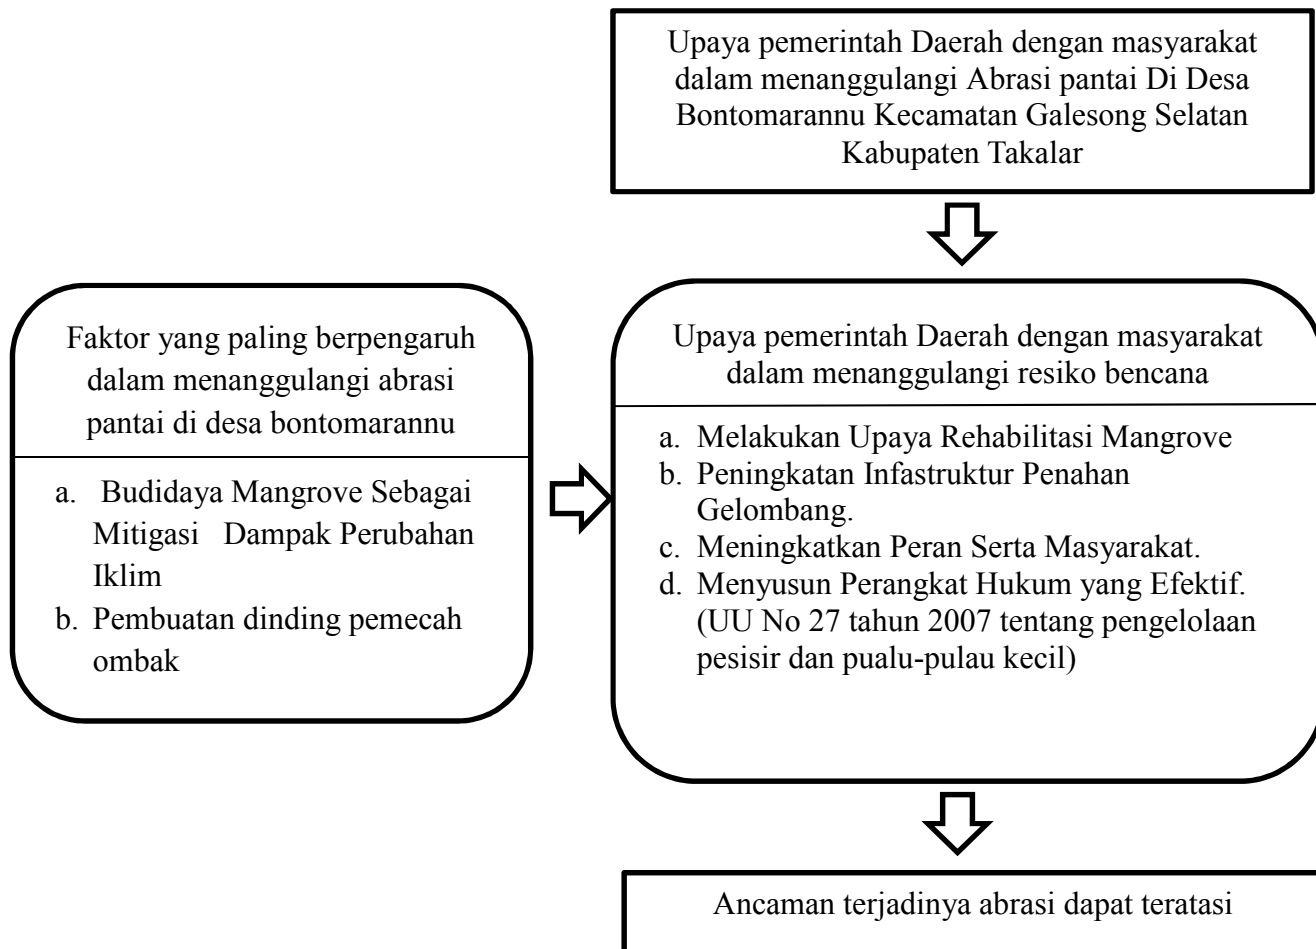 Upaya pemerintah Daerah dengan masyarakat
dalam menanggulangi Abrasi pantai Di Desa
Bontomarannu Kecamatan Galesong Selatan
Kabupaten Takalar
Faktor yang paling berpengaruh
dalam menanggulangi abrasi
pantai di desa bontomarannu
a. Budidaya Mangrove Sebagai
Mitigasi Dampak Perubahan
Iklim
b. Pembuatan dinding pemecah
ombak
Upaya pemerintah Daerah dengan masyarakat
dalam menanggulangi resiko bencana
a. Melakukan Upaya Rehabilitasi Mangrove
b. Peningkatan Infastruktur Penahan
Gelombang.
c. Meningkatkan Peran Serta Masyarakat.
d. Menyusun Perangkat Hukum yang Efektif.
(UU No 27 tahun 2007 tentang pengelolaan
pesisir dan pualu-pulau kecil)
Ancaman terjadinya abrasi dapat teratasi